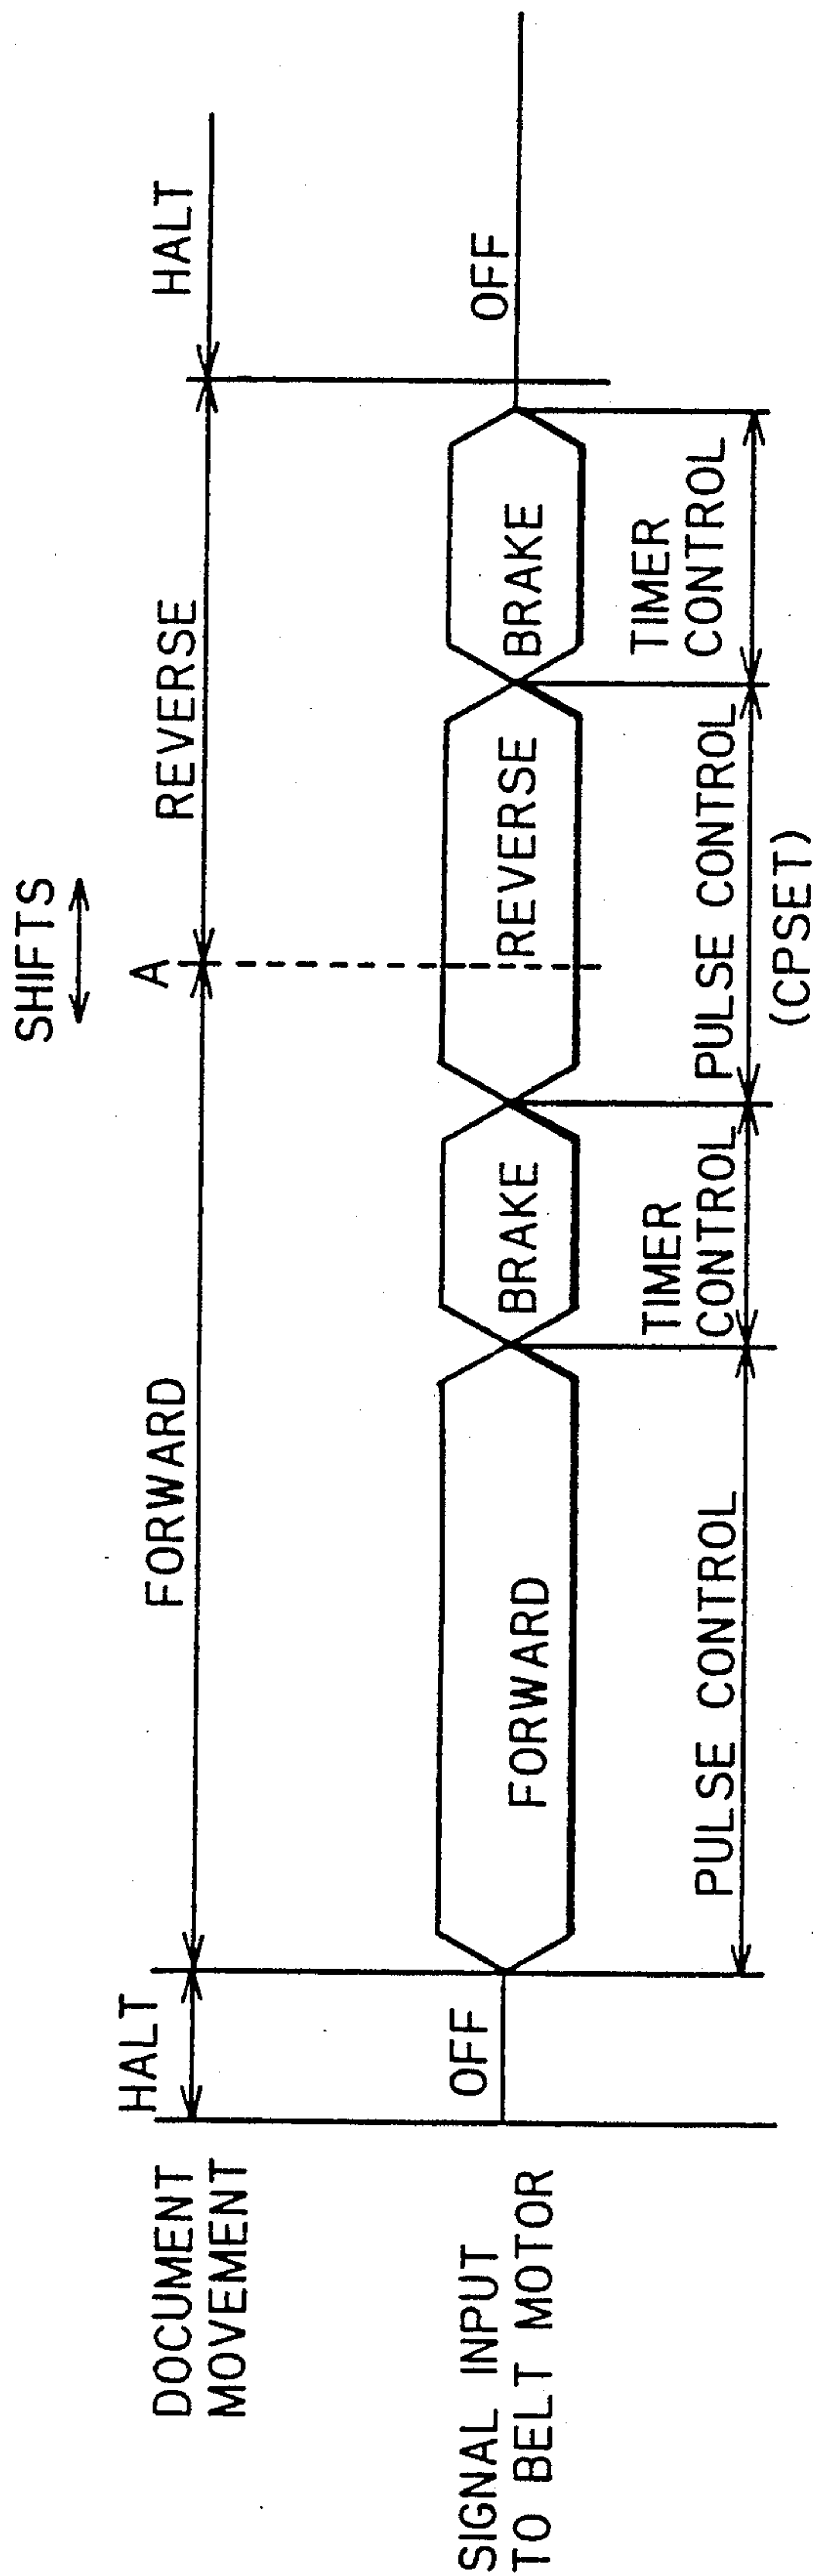 SHIFTS
A
DOCUMENT
MOVEMENT
HALT
FORWARD
REVERSE
HALT
SIGNAL INPUT
TO BELT MOTOR
OFF
FORWARD
BRAKE
REVERSE
BRAKE
OFF
PULSE CONTROL
TIMER
CONTROL
PULSE CONTROL
(CPSET)
TIMER
CONTROL